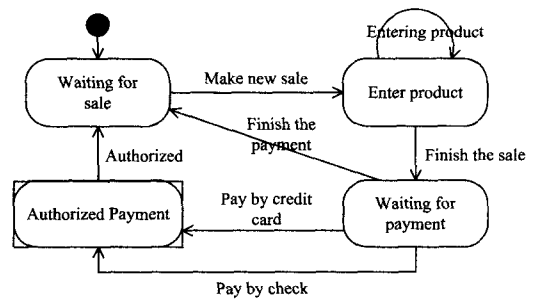 Entering product
Waiting for
sale
Make new sale
Enter product
Finish the
payment
Authorized
Finish the sale
Authorized Payment
Pay by credit
card
Waiting for
payment
Pay by check